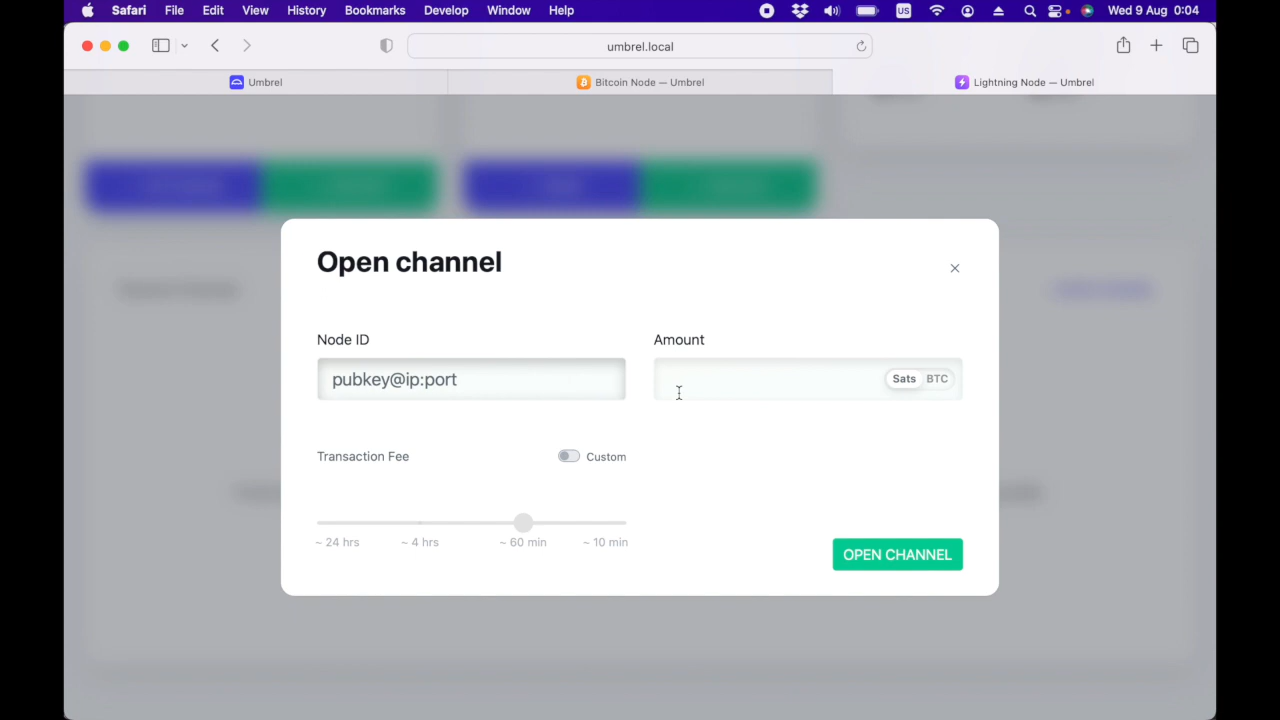 Safari File Edit View History Bookmarks Develop Window Help US Wed 9 Aug 0:04
umbrel.local
Umbrel Bitcoin Node — Umbrel Lightning Node — Umbrel
Open channel
Node ID Amount
pubkey@ip:port Sats BTC
Transaction Fee Custom
~ 24 hrs ~ 4 hrs ~ 60 min ~ 10 min
OPEN CHANNEL